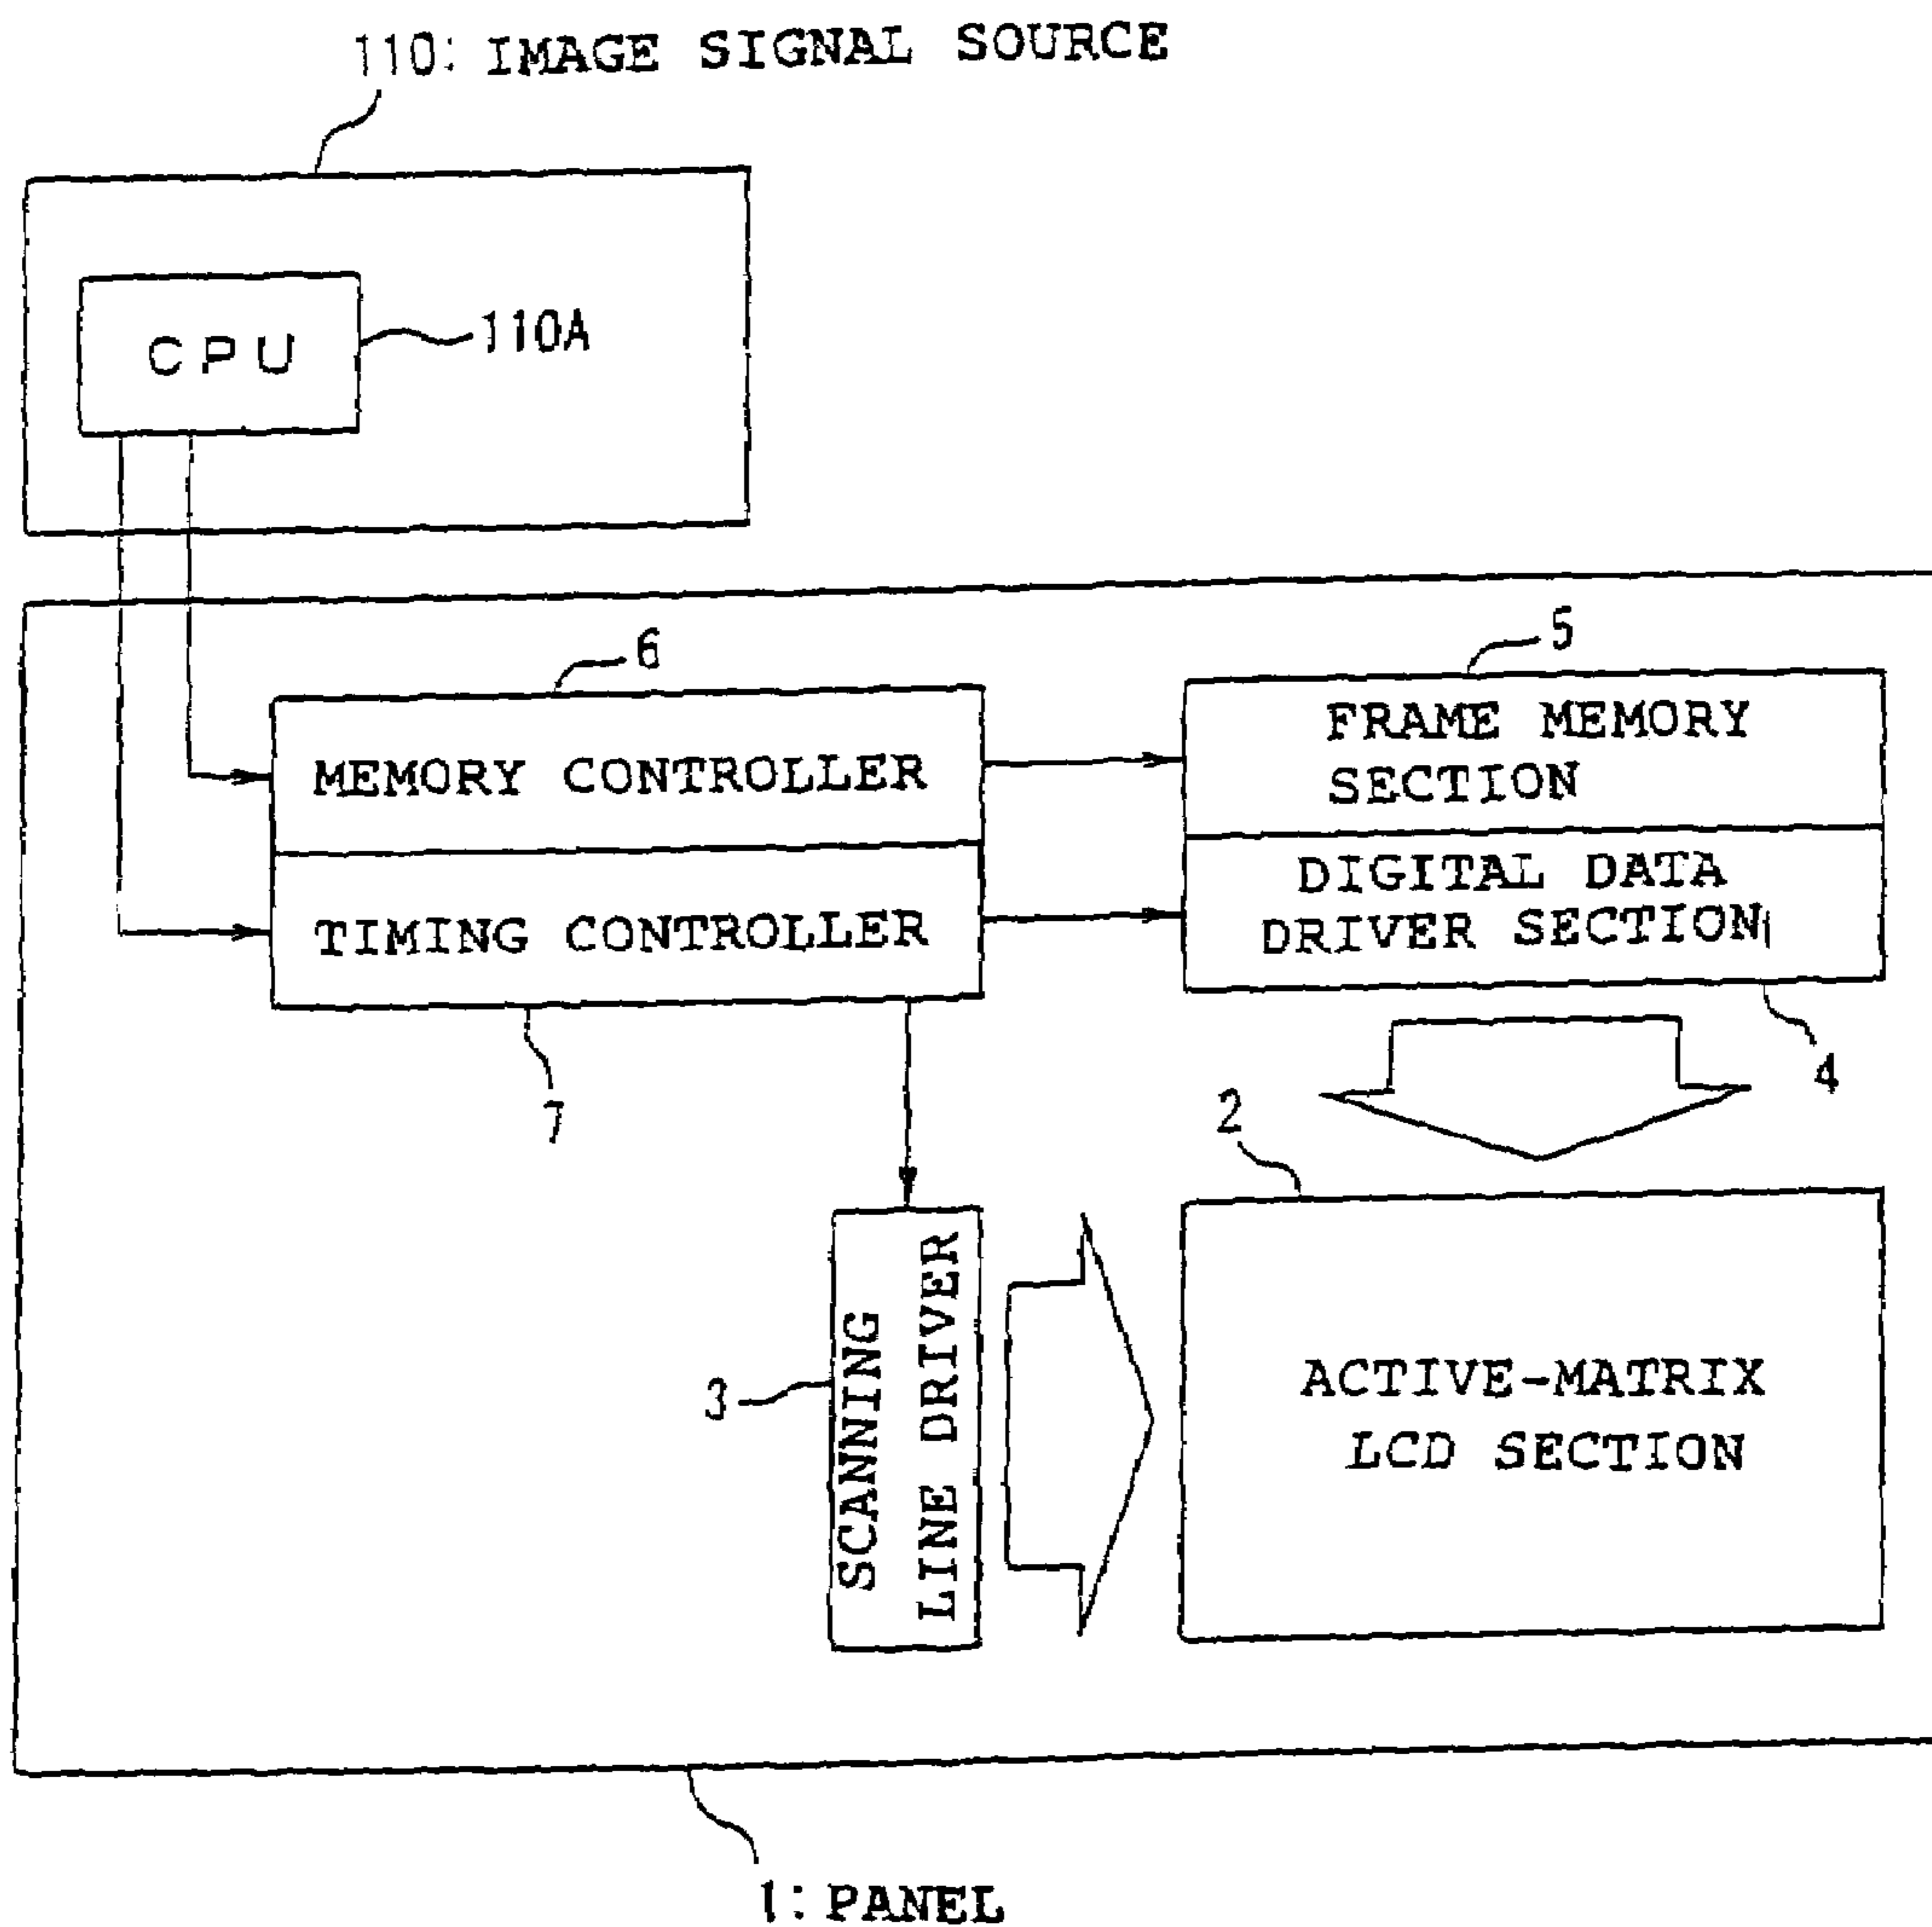 110: IMAGE SIGNAL SOURCE
CPU
110A
6
5
MEMORY CONTROLLER
FRAME MEMORY
SECTION
TIMING CONTROLLER
DIGITAL DATA
DRIVER SECTION
7
4
2
3
SCANNING
LINE DRIVER
ACTIVE-MATRIX
LCD SECTION
1: PANEL